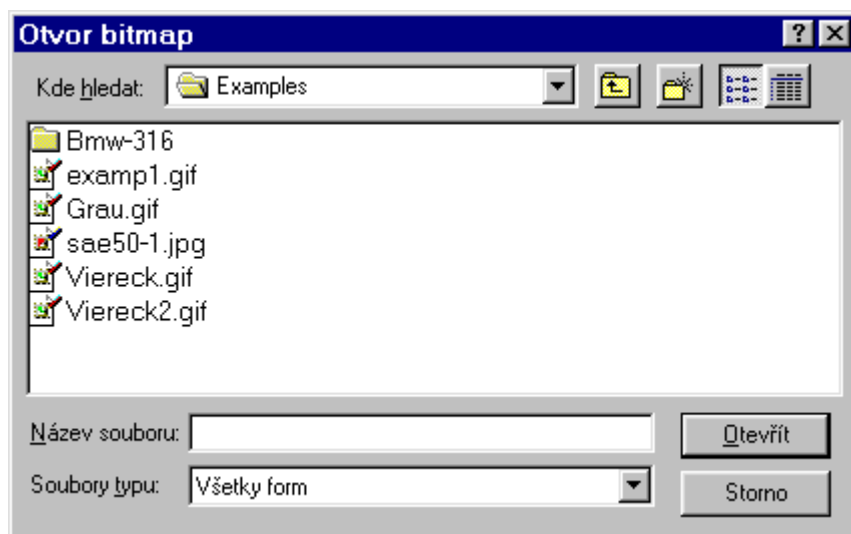 Otvor bitmap
Kde hledat: Examples
Bmw-316
examp1.gif
Grau.gif
sae50-1.jpg
Viereck.gif
Viereck2.gif
Název souboru: Otevřít
Soubory typu: Všetky form Storno